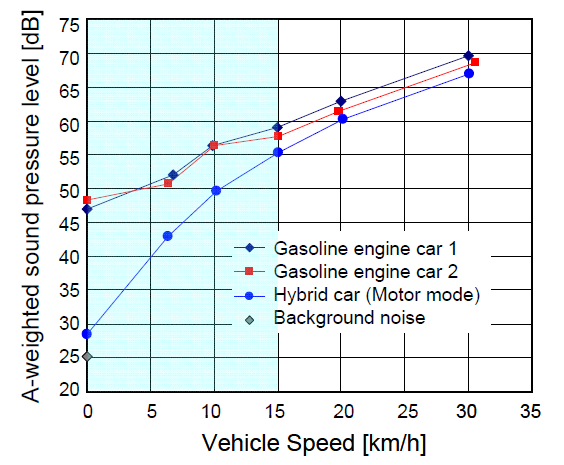 A-weighted sound pressure level [dB]
75
70
65
60
55
50
45
40
35
30
25
20
Gasoline engine car 1
Gasoline engine car 2
Hybrid car (Motor mode)
Background noise
0 5 10 15 20 25 30 35
Vehicle Speed [km/h]